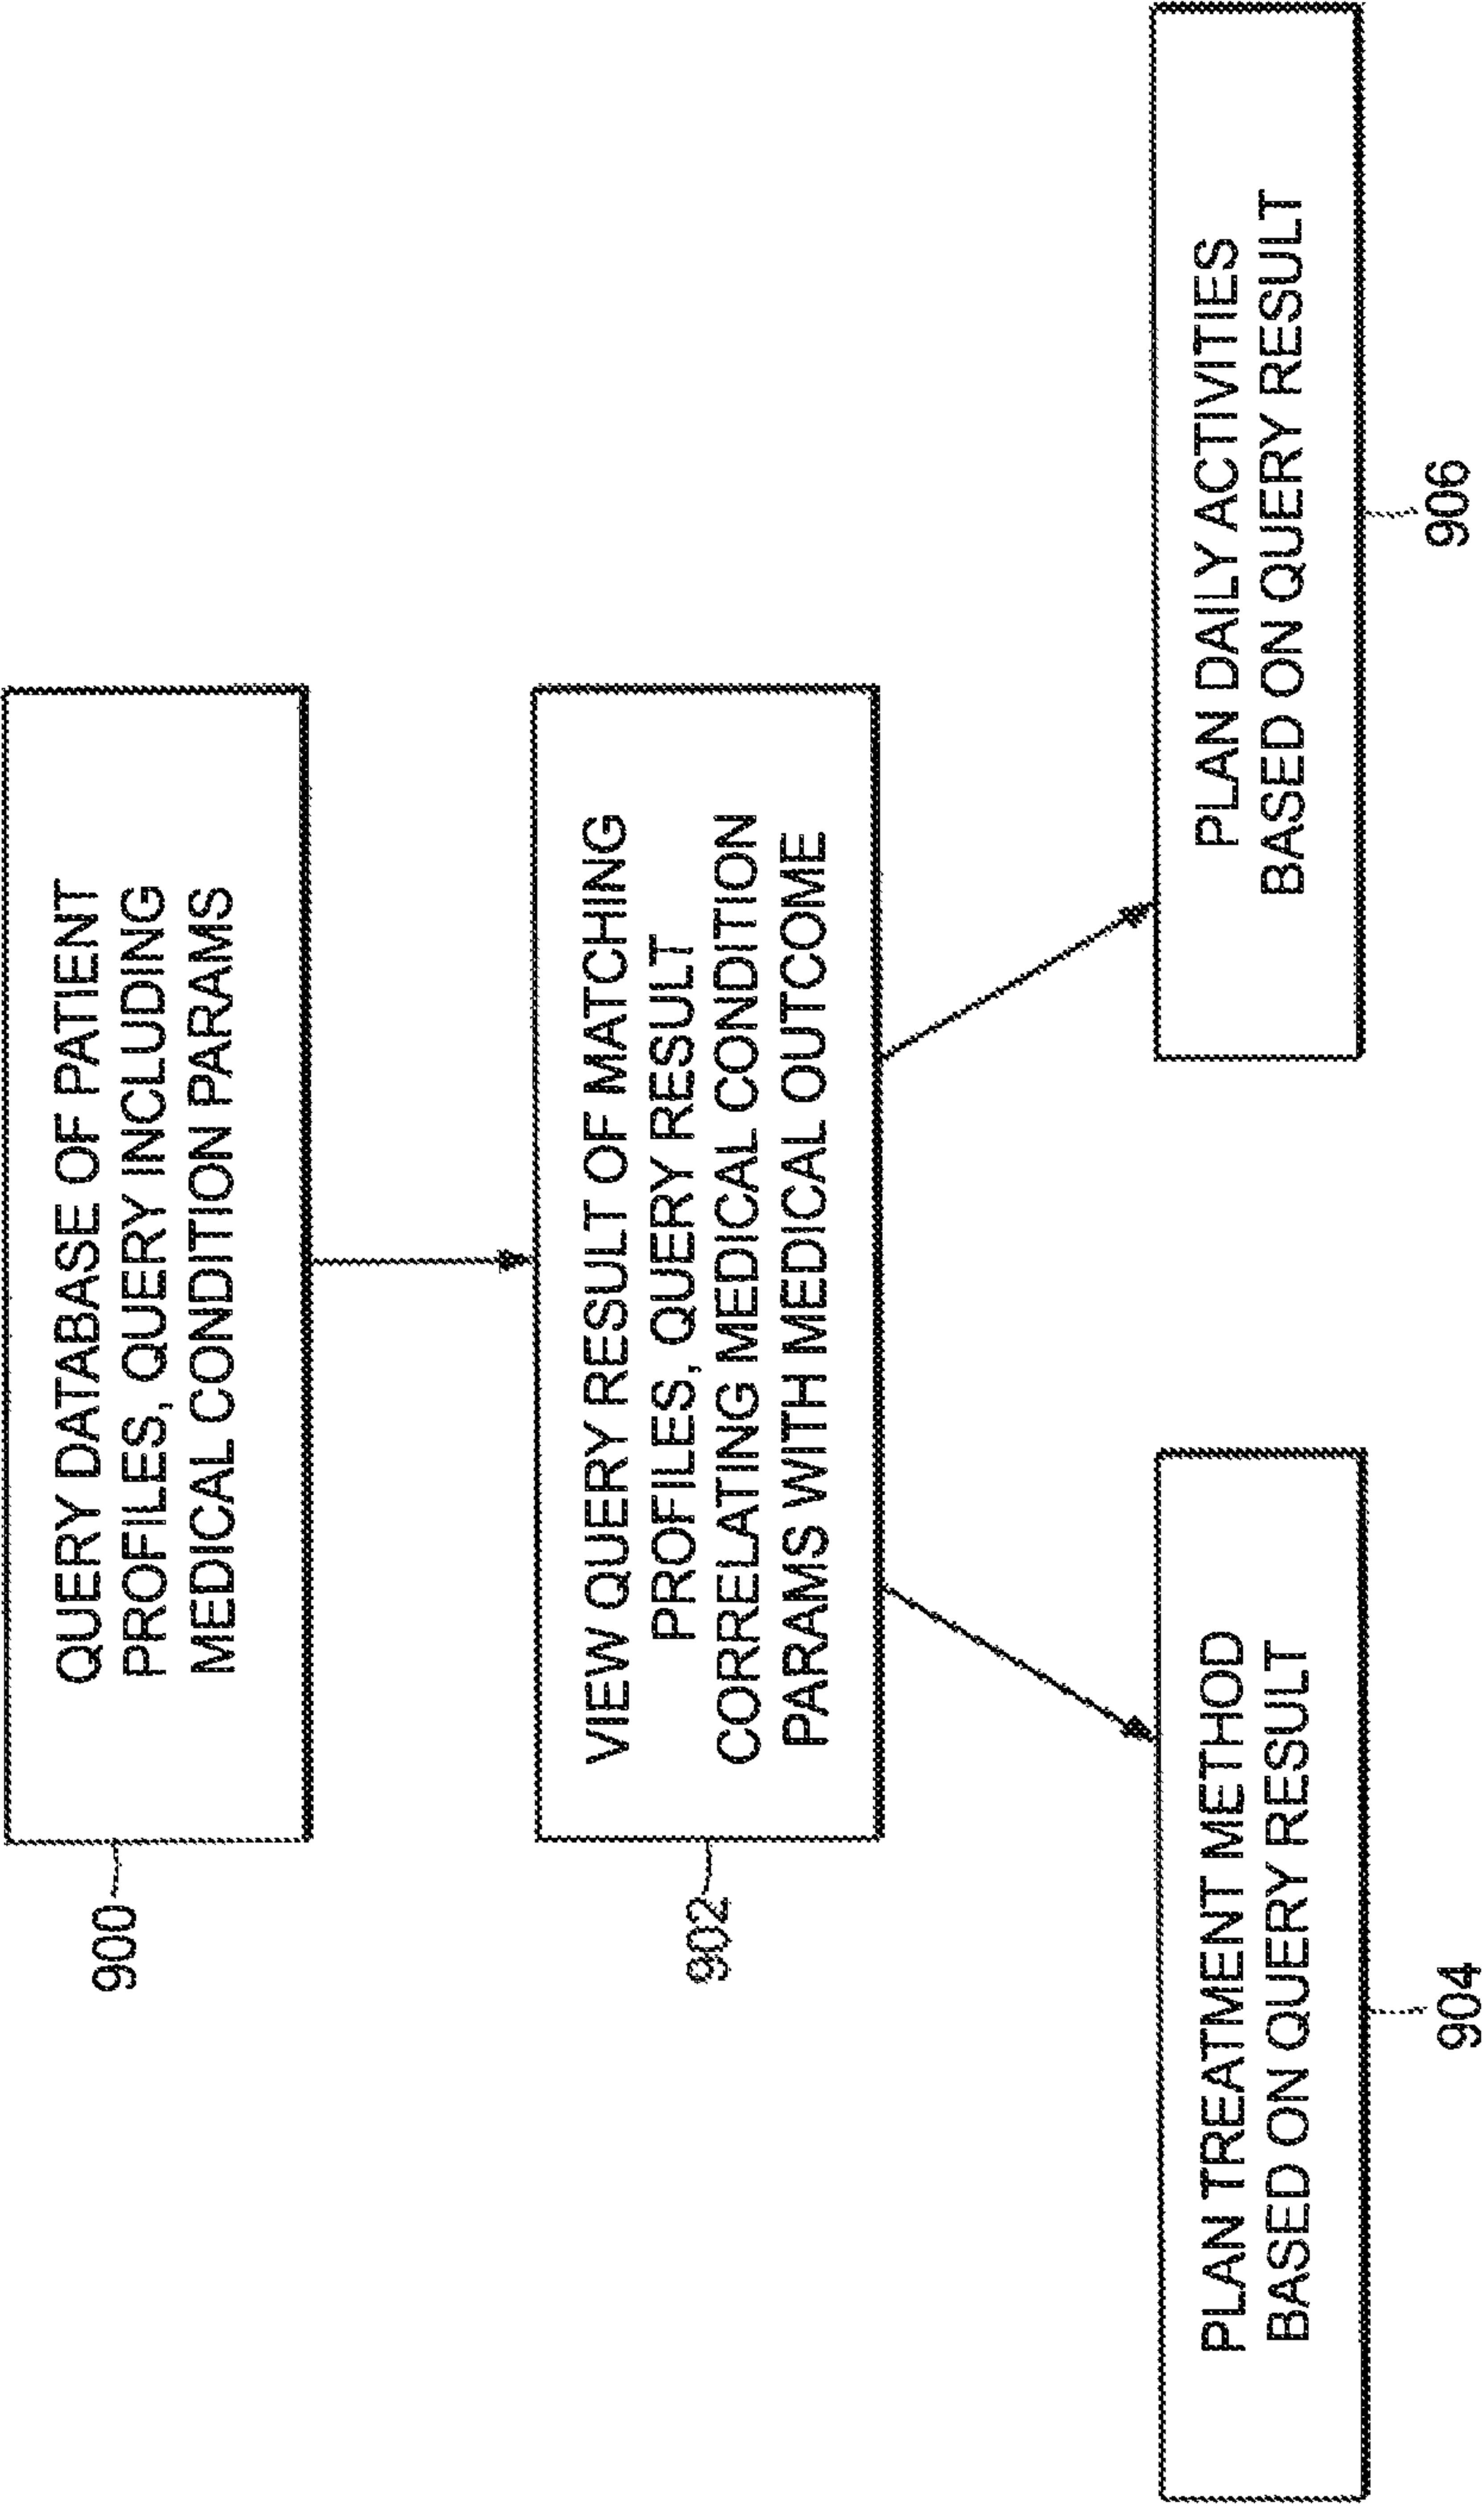 900
QUERY DATABASE OF PATIENT
PROFILES, QUERY INCLUDING
MEDICAL CONDITION PARAMS
902
VIEW QUERY RESULT OF MATCHING
PROFILES, QUERY RESULT
CORRELATING MEDICAL CONDITION
PARAMS WITH MEDICAL OUTCOME
PLAN TREATMENT METHOD
BASED ON QUERY RESULT
904
PLAN DAILY ACTIVITIES
BASED ON QUERY RESULT
906